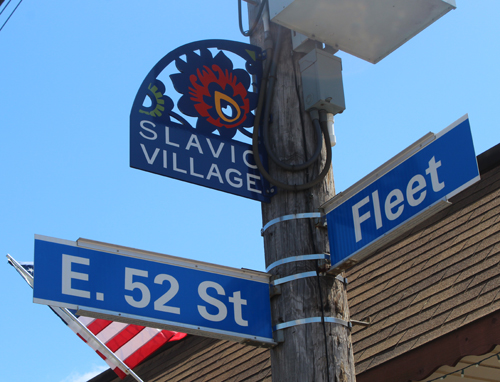 SLAVIC
VILLAGE
Fleet
E. 52 St